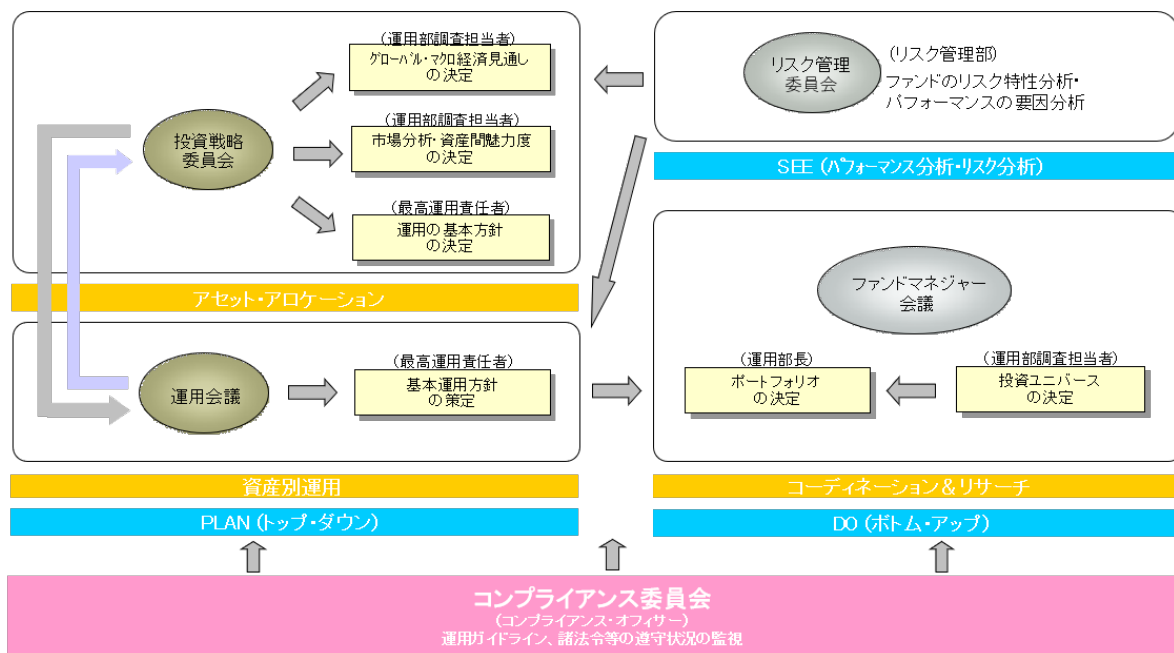 (運用部調査担当者)
グローバル・マクロ経済見通し
の決定
投資戦略
委員会
(運用部調査担当者)
市場分析・資産間魅力度
の決定
(最高運用責任者)
運用の基本方針
の決定
アセット・アロケーション
リスク管理
委員会
(リスク管理部)
ファンドのリスク特性分析・
パフォーマンスの要因分析
SEE (パフォーマンス分析・リスク分析)
運用会議
(最高運用責任者)
基本運用方針
の策定
資産別運用
PLAN (トップ・ダウン)
ファンドマネジャー
会議
(運用部長)
ポートフォリオ
の決定
(運用部調査担当者)
投資ユニバース
の決定
コーディネーション&リサーチ
DO (ボトム・アップ)
コンプライアンス委員会
(コンプライアンス・オフィサー)
運用ガイドライン、諸法令等の遵守状況の監視